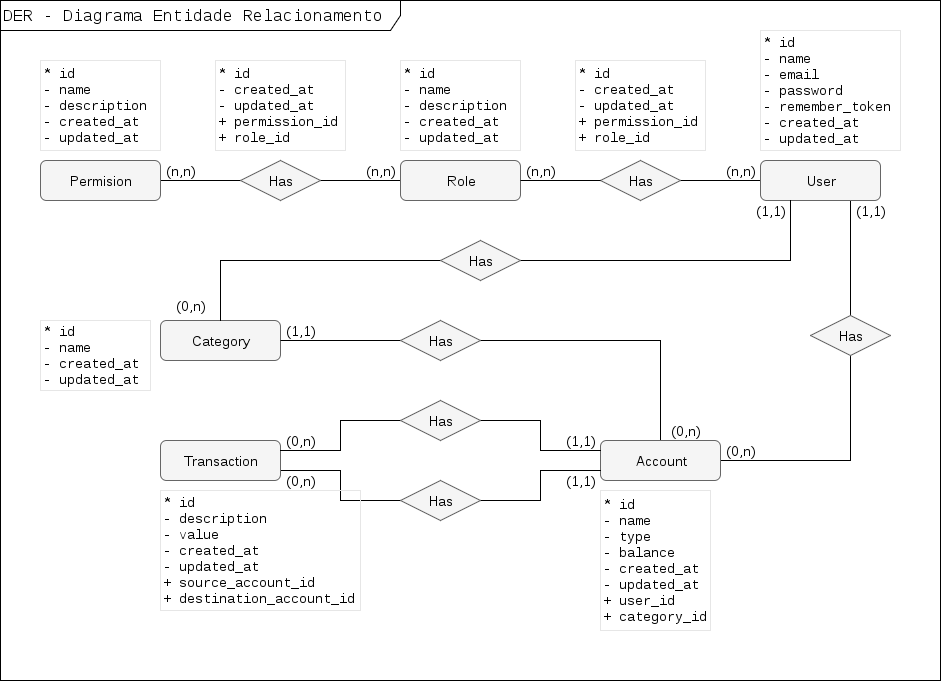 DER - Diagrama Entidade Relacionamento
* id
- name
- description
- created_at
- updated_at
* id
- created_at
- updated_at
+ permission_id
+ role_id
* id
- name
- description
- created_at
- updated_at
* id
- created_at
- updated_at
+ permission_id
+ role_id
* id
- name
- email
- password
- remember_token
- created_at
- updated_at
Permision
(n,n)
Has
(n,n)
Role
(n,n)
Has
(n,n)
User
(1,1)
(1,1)
Has
(0,n)
* id
- name
- created_at
- updated_at
Category
(1,1)
Has
Has
(0,n)
Transaction
(0,n)
Has
(1,1)
Account
(0,n)
(0,n)
Has
(1,1)
* id
- description
- value
- created_at
- updated_at
+ source_account_id
+ destination_account_id
* id
- name
- type
- balance
- created_at
- updated_at
+ user_id
+ category_id